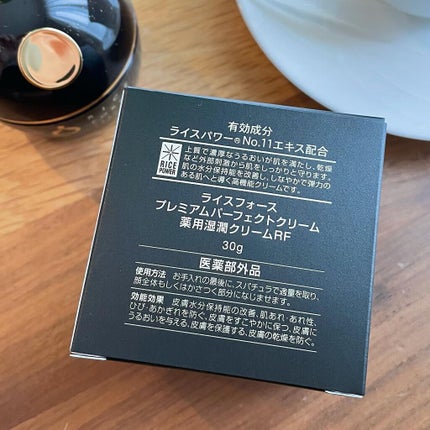 有効成分
ライスパワー®No.11エキス配合
RICE POWER
上質で濃厚なうるおいが肌を満たし、乾燥
など外部刺激から肌をしっかりと守ります。
肌の水分保持能を改善し、しなやかで弾力の
ある肌へと導く高機能クリームです。
ライスフォース
プレミアムパーフェクトクリーム
薬用湿潤クリームRF
30g
医薬部外品
使用方法 お手入れの最後に、スパチュラで適量を取り、
顔全体もしくはかさつく部分になじませます。
効能効果 皮膚水分保持能の改善、肌あれ・あれ性、
ひび・あかぎれを防ぐ、皮膚をすこやかに保つ、皮膚に
うるおいを与える、皮膚を保護する、皮膚の乾燥を防ぐ。